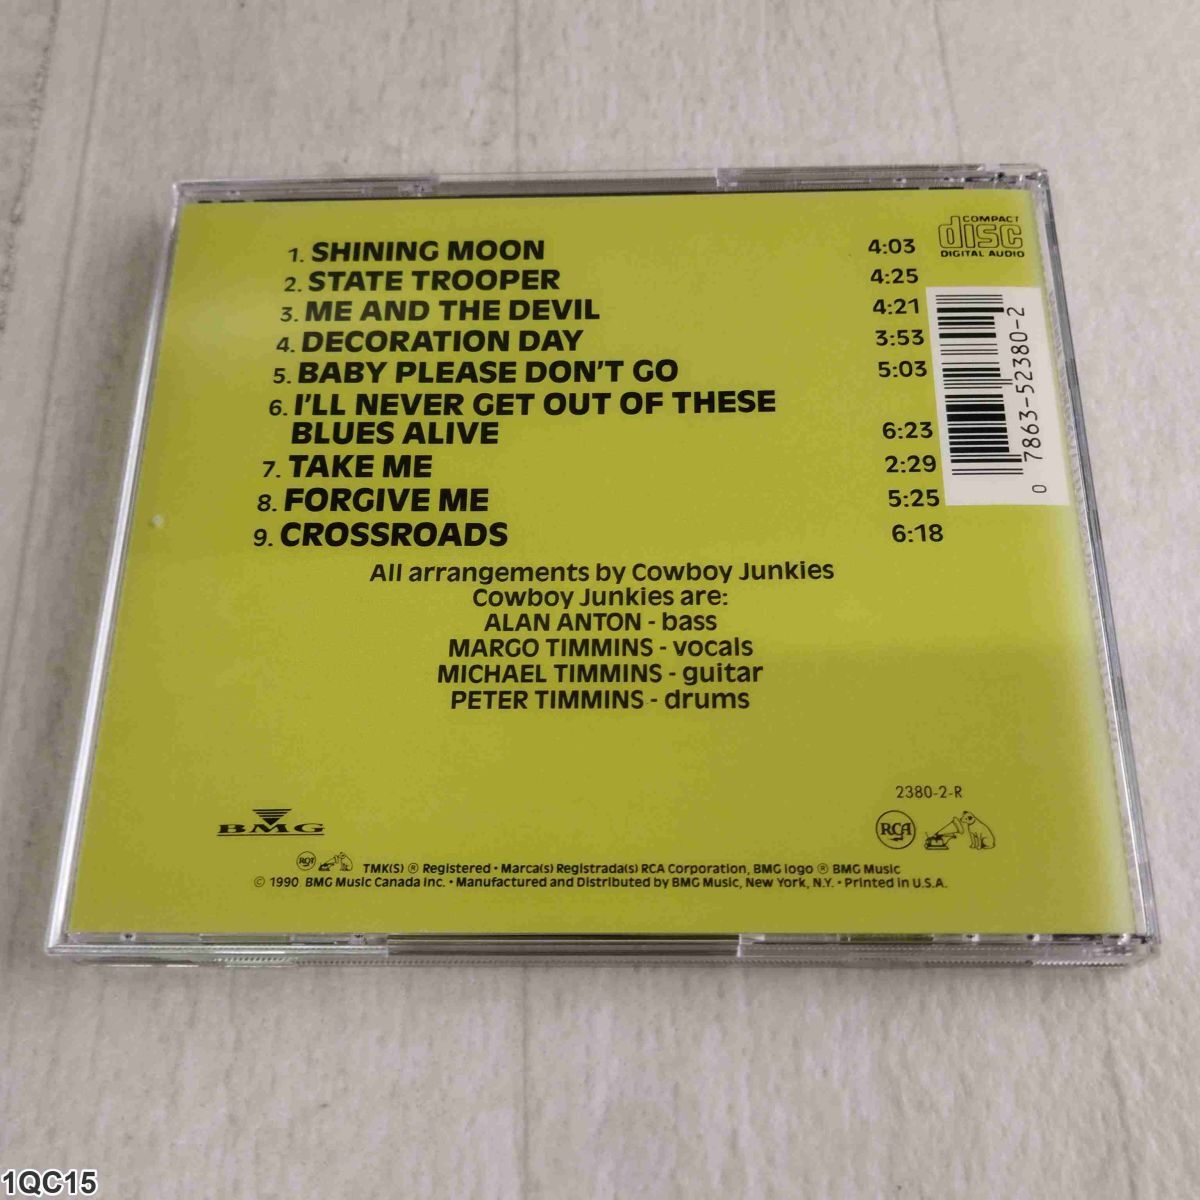 COMPACT
disc
DIGITAL AUDIO
1. SHINING MOON 4:03
2. STATE TROOPER 4:25
3. ME AND THE DEVIL 4:21
4. DECORATION DAY 3:53
5. BABY PLEASE DON'T GO 5:03
6. I'LL NEVER GET OUT OF THESE
BLUES ALIVE 6:23
7. TAKE ME 2:29
8. FORGIVE ME 5:25
9. CROSSROADS 6:18
0 7863-52380-2
All arrangements by Cowboy Junkies
Cowboy Junkies are:
ALAN ANTON - bass
MARGO TIMMINS - vocals
MICHAEL TIMMINS - guitar
PETER TIMMINS - drums
2380-2-R
BMG
RCA
RCA TMK(S) ® Registered • Marca(s) Registrada(s) RCA Corporation, BMG logo ® BMG Music
© 1990 BMG Music Canada Inc. • Manufactured and Distributed by BMG Music, New York, N.Y. • Printed in U.S.A.
1QC15